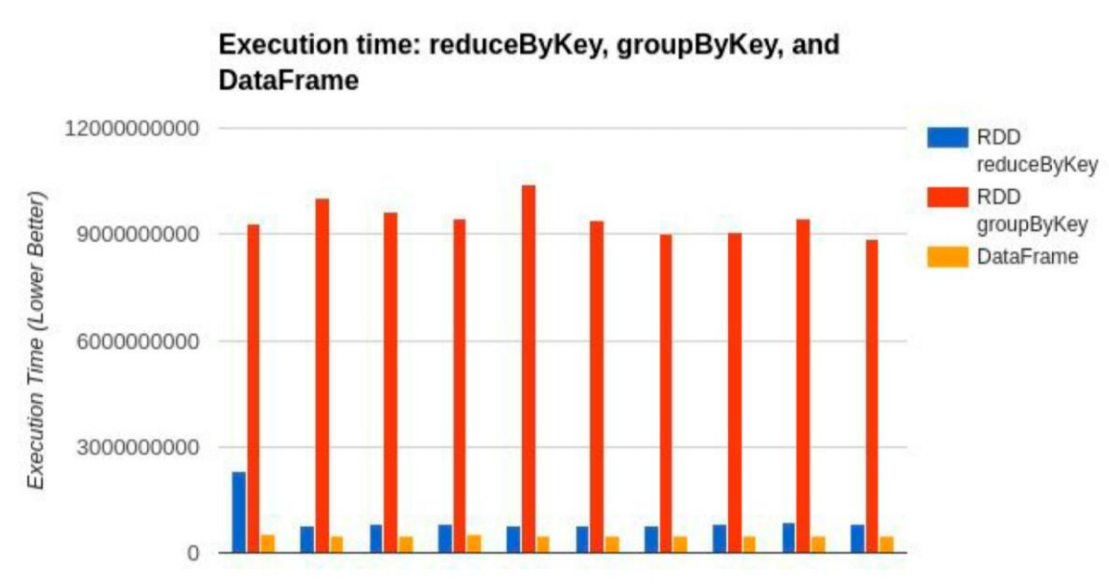 Execution time: reduceByKey, groupByKey, and
DataFrame
12000000000
9000000000
6000000000
3000000000
0
Execution Time (Lower Better)
RDD
reduceByKey
RDD
groupByKey
DataFrame